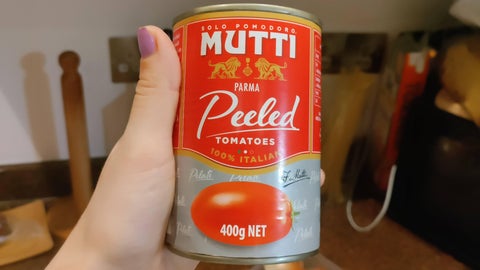 SOLO POMODORO.
MUTTI
PARMA
Peeled
TOMATOES
100% ITALIAN
Pelati
400g NET